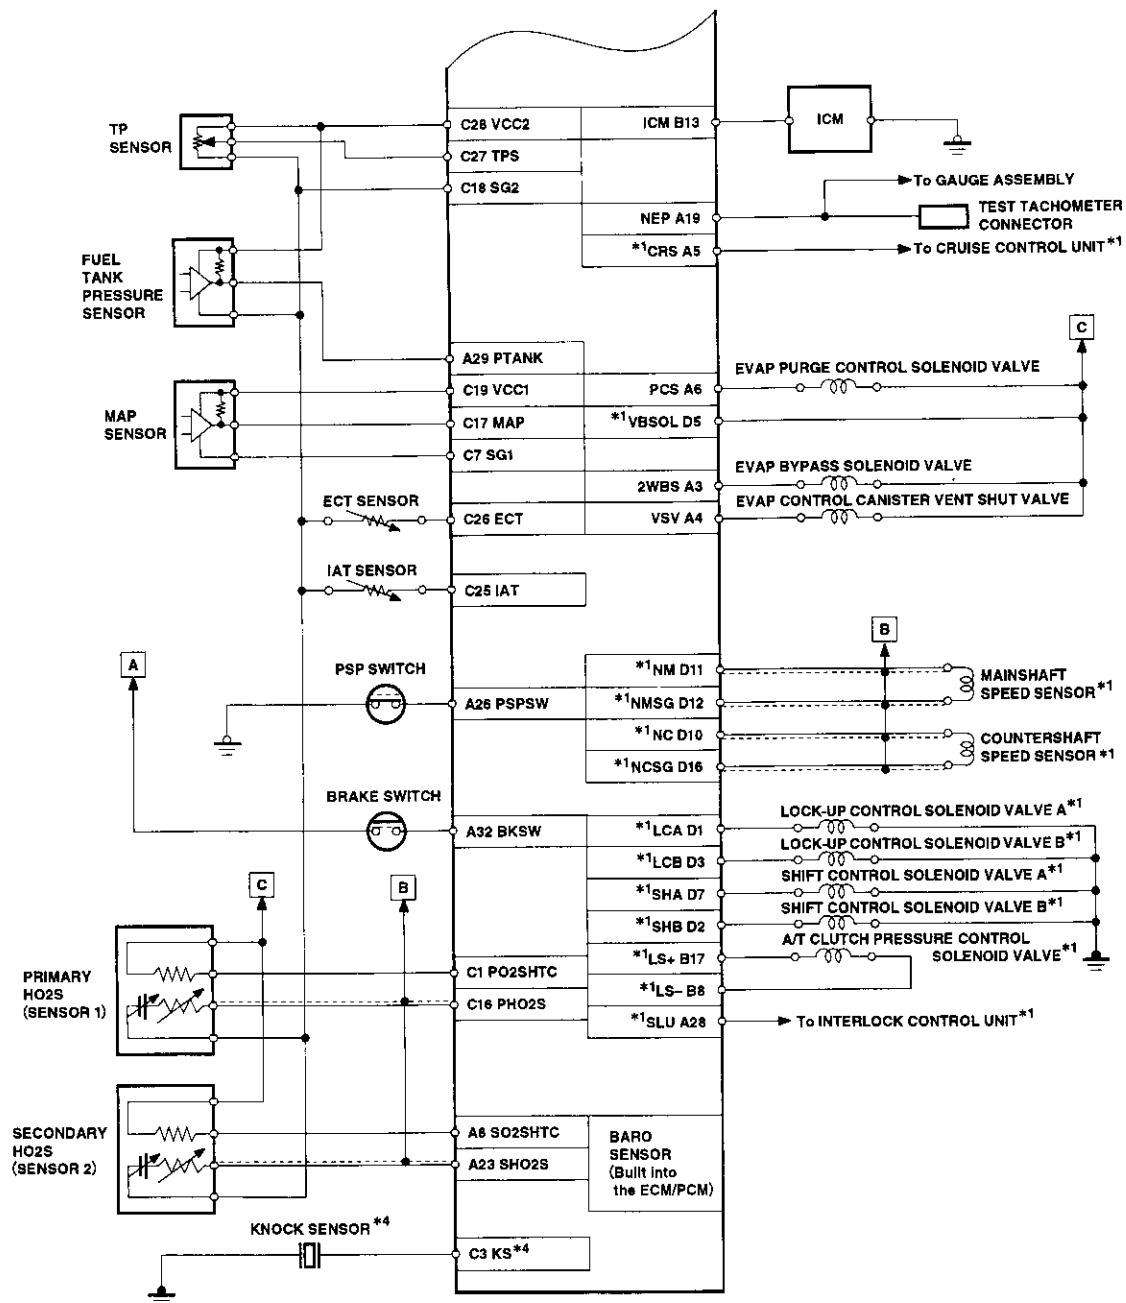 TP
SENSOR
C28 VCC2
C27 TPS
C18 SG2
ICM B13
ICM
To GAUGE ASSEMBLY
NEP A19
TEST TACHOMETER
CONNECTOR
*1CRS A5
To CRUISE CONTROL UNIT*1
FUEL
TANK
PRESSURE
SENSOR
A29 PTANK
C
MAP
SENSOR
C19 VCC1
C17 MAP
C7 SG1
PCS A6
EVAP PURGE CONTROL SOLENOID VALVE
*1VBSOL D5
2WBS A3
EVAP BYPASS SOLENOID VALVE
VSV A4
EVAP CONTROL CANISTER VENT SHUT VALVE
ECT SENSOR
C26 ECT
IAT SENSOR
C25 IAT
A
B
PSP SWITCH
A26 PSPSW
*1NM D11
*1NMSG D12
MAINSHAFT
SPEED SENSOR*1
*1NC D10
*1NCSG D16
COUNTERSHAFT
SPEED SENSOR*1
BRAKE SWITCH
A32 BKSW
*1LCA D1
LOCK-UP CONTROL SOLENOID VALVE A*1
*1LCB D3
LOCK-UP CONTROL SOLENOID VALVE B*1
*1SHA D7
SHIFT CONTROL SOLENOID VALVE A*1
*1SHB D2
SHIFT CONTROL SOLENOID VALVE B*1
*1LS+ B17
A/T CLUTCH PRESSURE CONTROL
SOLENOID VALVE*1
*1LS– B8
*1SLU A28
To INTERLOCK CONTROL UNIT*1
C
B
PRIMARY
HO2S
(SENSOR 1)
C1 PO2SHTC
C16 PHO2S
SECONDARY
HO2S
(SENSOR 2)
A8 SO2SHTC
A23 SHO2S
BARO
SENSOR
(Built into
the ECM/PCM)
KNOCK SENSOR*4
C3 KS*4